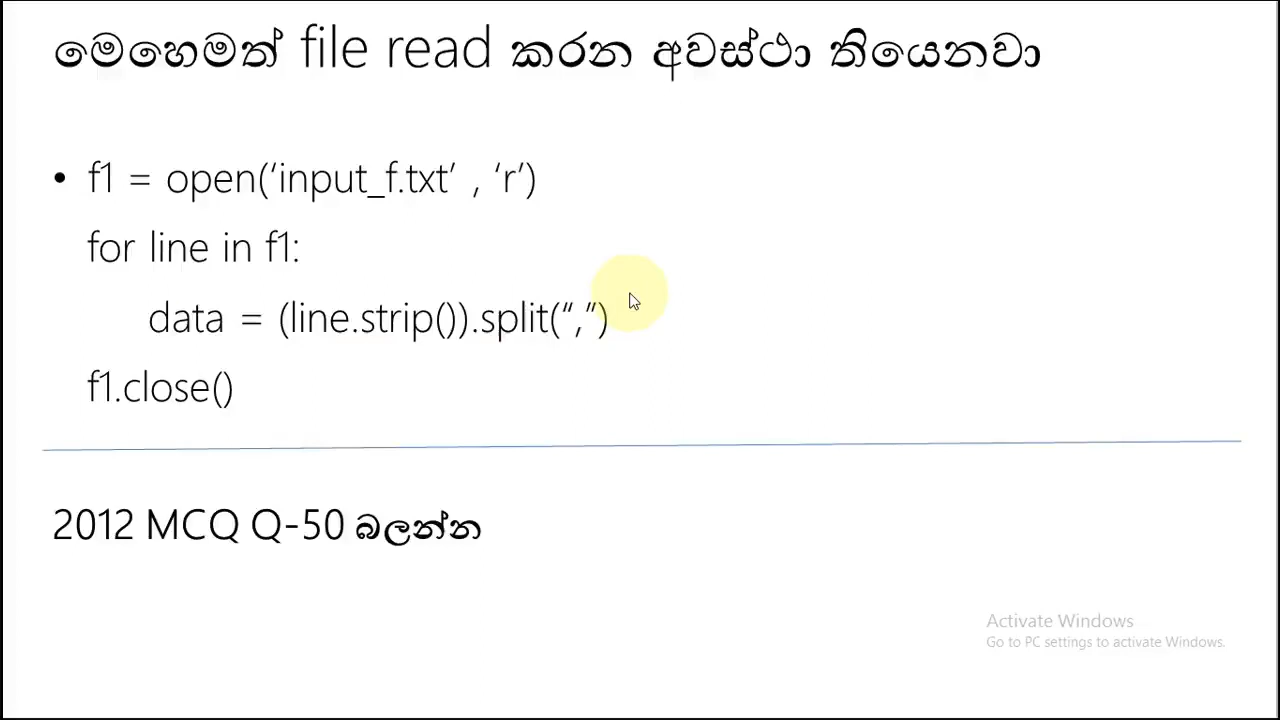 මෙහෙමත් file read කරන අවස්ථා තියෙනවා
• f1 = open(‘input_f.txt’ , ‘r’)
for line in f1:
data = (line.strip()).split(“,”)
f1.close()
2012 MCQ Q-50 බලන්න
Activate Windows
Go to PC settings to activate Windows.